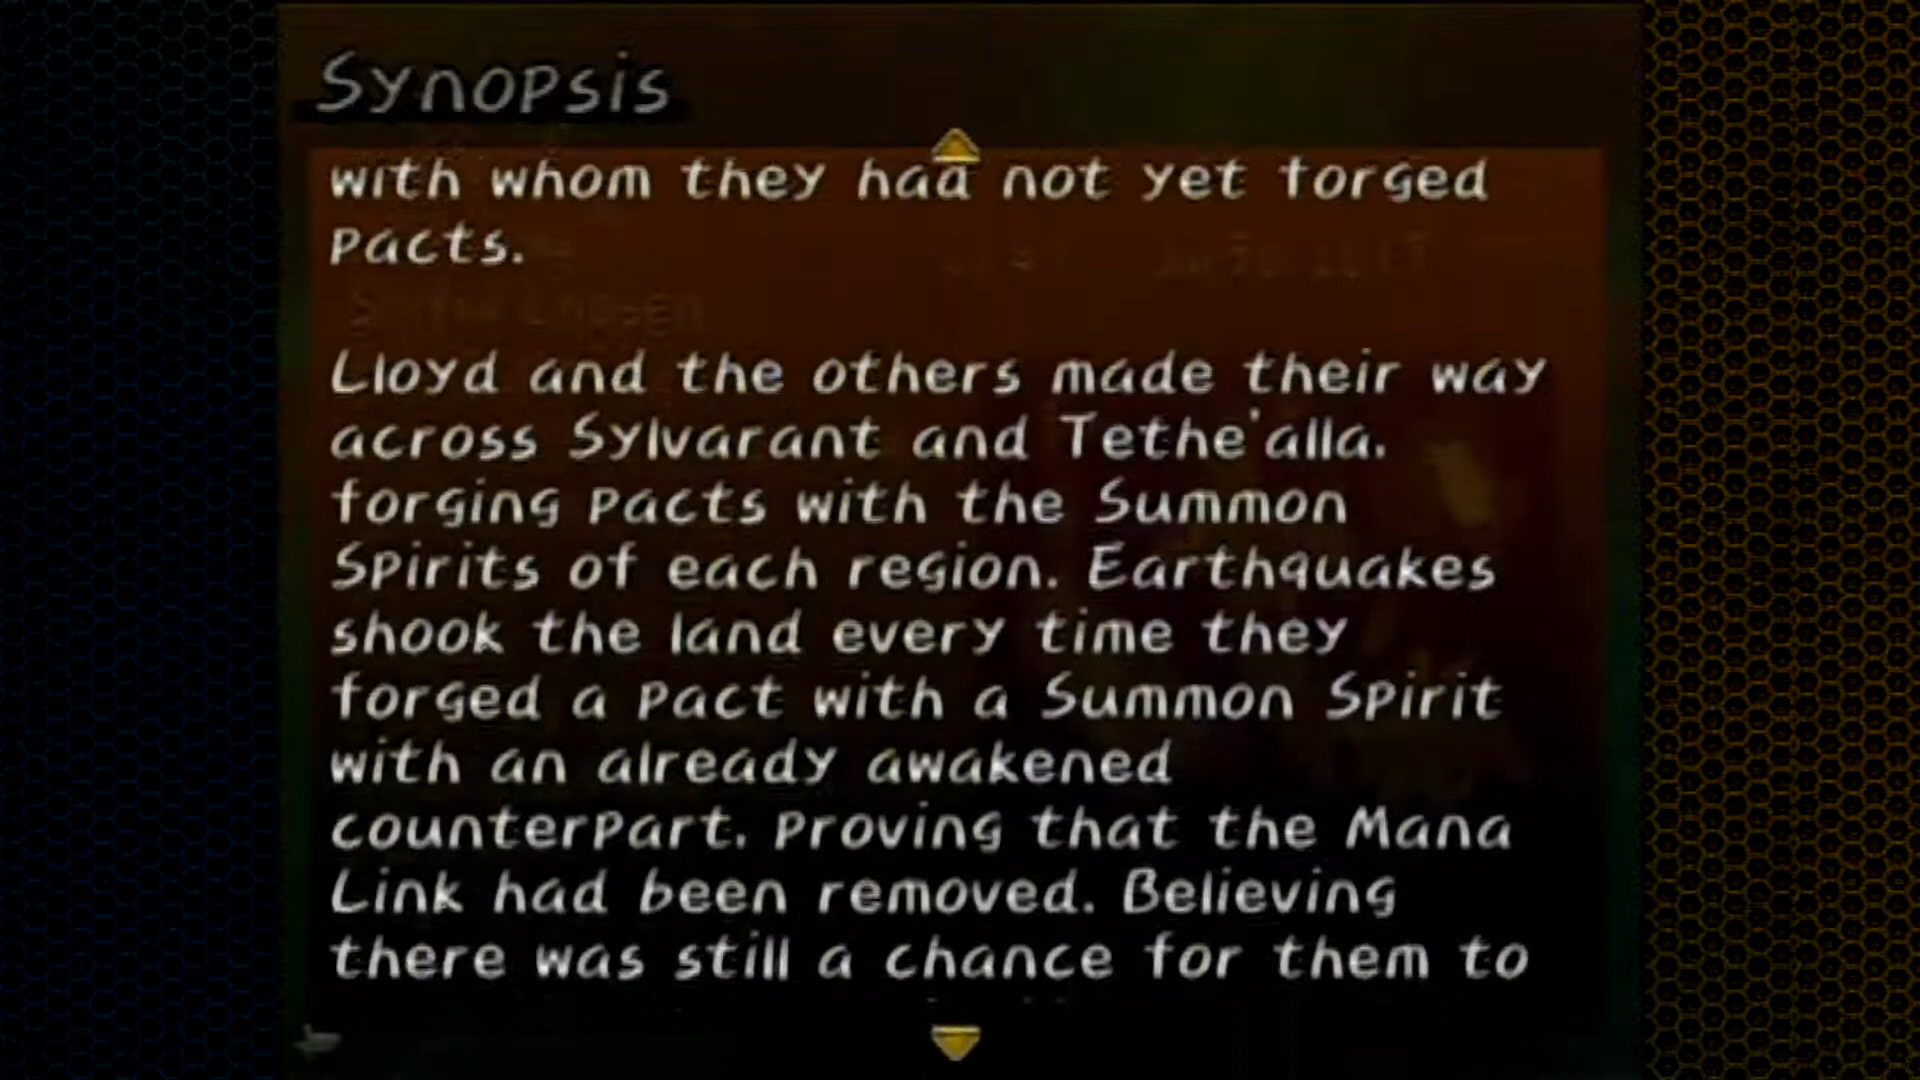 Synopsis
with whom they had not yet forged
pacts.
Lloyd and the others made their way
across Sylvarant and Tethe'alla,
forging pacts with the Summon
Spirits of each region. Earthquakes
shook the land every time they
forged a pact with a Summon Spirit
with an already awakened
counterpart, proving that the Mana
Link had been removed. Believing
there was still a chance for them to